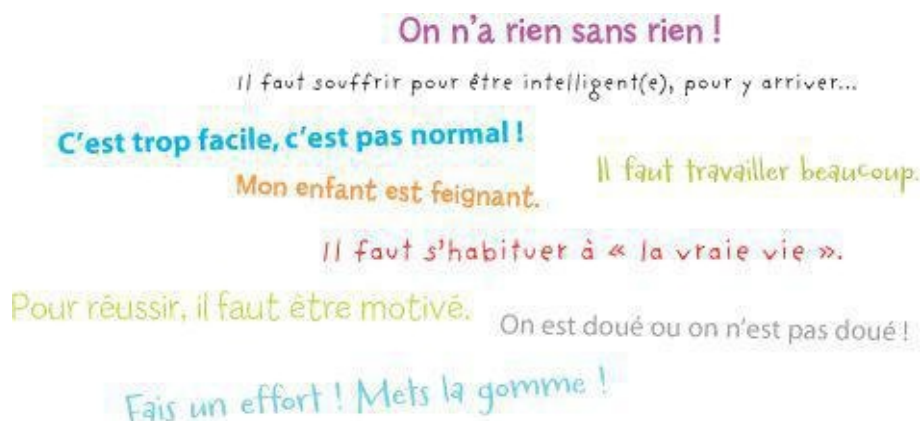 On n'a rien sans rien !
Il faut souffrir pour être intelligent(e), pour y arriver...
C'est trop facile, c'est pas normal !
Il faut travailler beaucoup.
Mon enfant est feignant.
Il faut s'habituer à « la vraie vie ».
Pour réussir, il faut être motivé.
On est doué ou on n'est pas doué !
Fais un effort ! Mets la gomme !